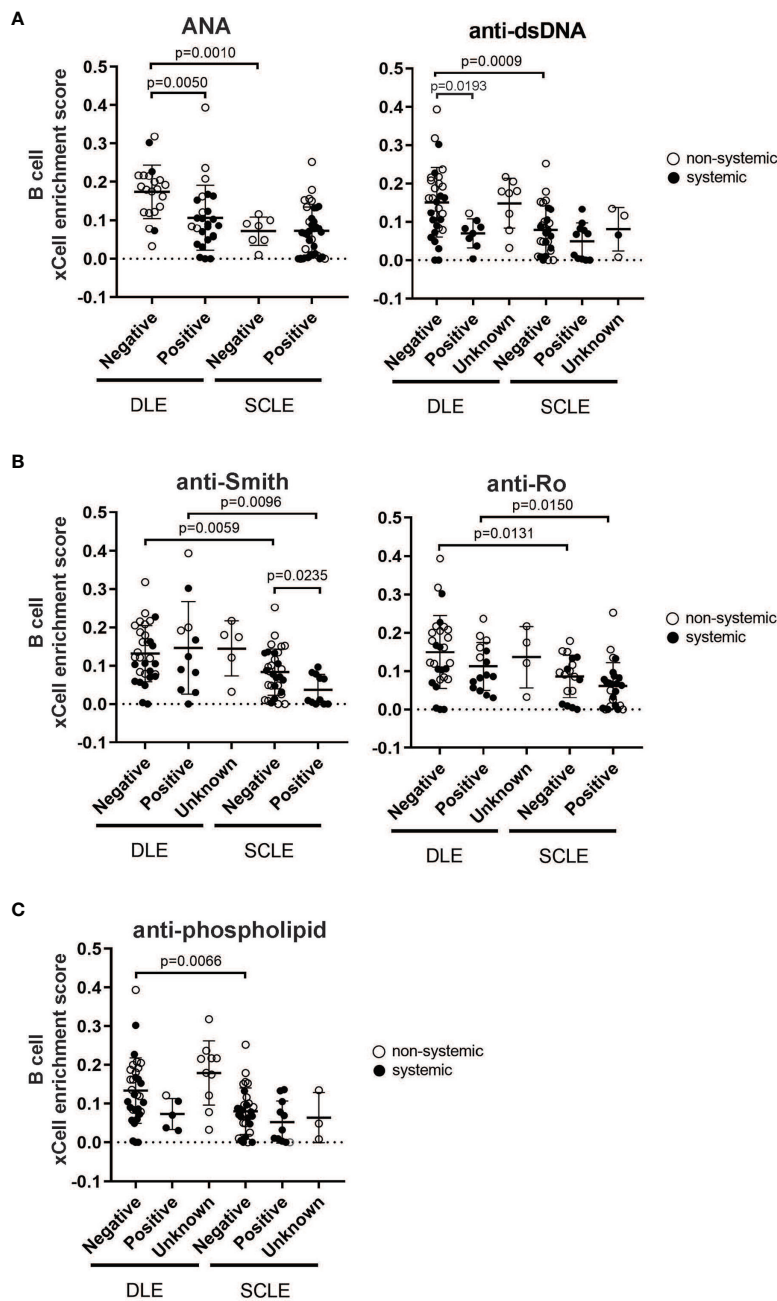 A
ANA
B cell
xCell enrichment score
0.5
0.4
0.3
0.2
0.1
0.0
-0.1
p=0.0010
p=0.0050
Negative
Positive
Negative
Positive
DLE
SCLE
anti-dsDNA
0.5
0.4
0.3
0.2
0.1
0.0
-0.1
p=0.0009
p=0.0193
Negative
Positive
Unknown
Negative
Positive
Unknown
DLE
SCLE
non-systemic
systemic
B
anti-Smith
B cell
xCell enrichment score
0.5
0.4
0.3
0.2
0.1
0.0
-0.1
p=0.0096
p=0.0059
p=0.0235
Negative
Positive
Unknown
Negative
Positive
DLE
SCLE
anti-Ro
0.5
0.4
0.3
0.2
0.1
0.0
-0.1
p=0.0150
p=0.0131
Negative
Positive
Unknown
Negative
Positive
DLE
SCLE
non-systemic
systemic
C
anti-phospholipid
B cell
xCell enrichment score
0.5
0.4
0.3
0.2
0.1
0.0
-0.1
p=0.0066
Negative
Positive
Unknown
Negative
Positive
Unknown
DLE
SCLE
non-systemic
systemic